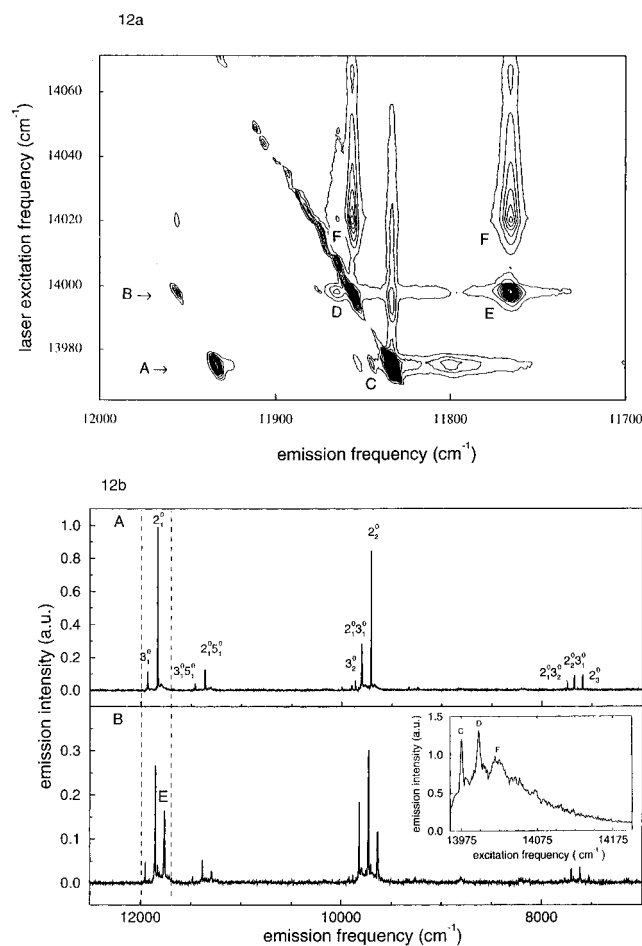 12a
laser excitation frequency (cm⁻¹)
14060
14040
14020
14000
13980
B →
A →
F
F
D
E
C
12000
11900
11800
11700
emission frequency (cm⁻¹)
12b
emission intensity (a.u.)
A
1.0
0.8
0.6
0.4
0.2
0.0
3₁⁰
2₁⁰
3₁⁰5₁⁰
2₁⁰5₁⁰
3₂⁰
2₁⁰3₁⁰
2₂⁰
2₁⁰3₂⁰
2₂⁰3₁⁰
2₃⁰
B
0.3
0.2
0.1
0.0
E
emission intensity (a.u.)
1.5
1.0
0.5
0.0
C
D
F
13975
14075
14175
excitation frequency (cm⁻¹)
12000
10000
8000
emission frequency (cm⁻¹)